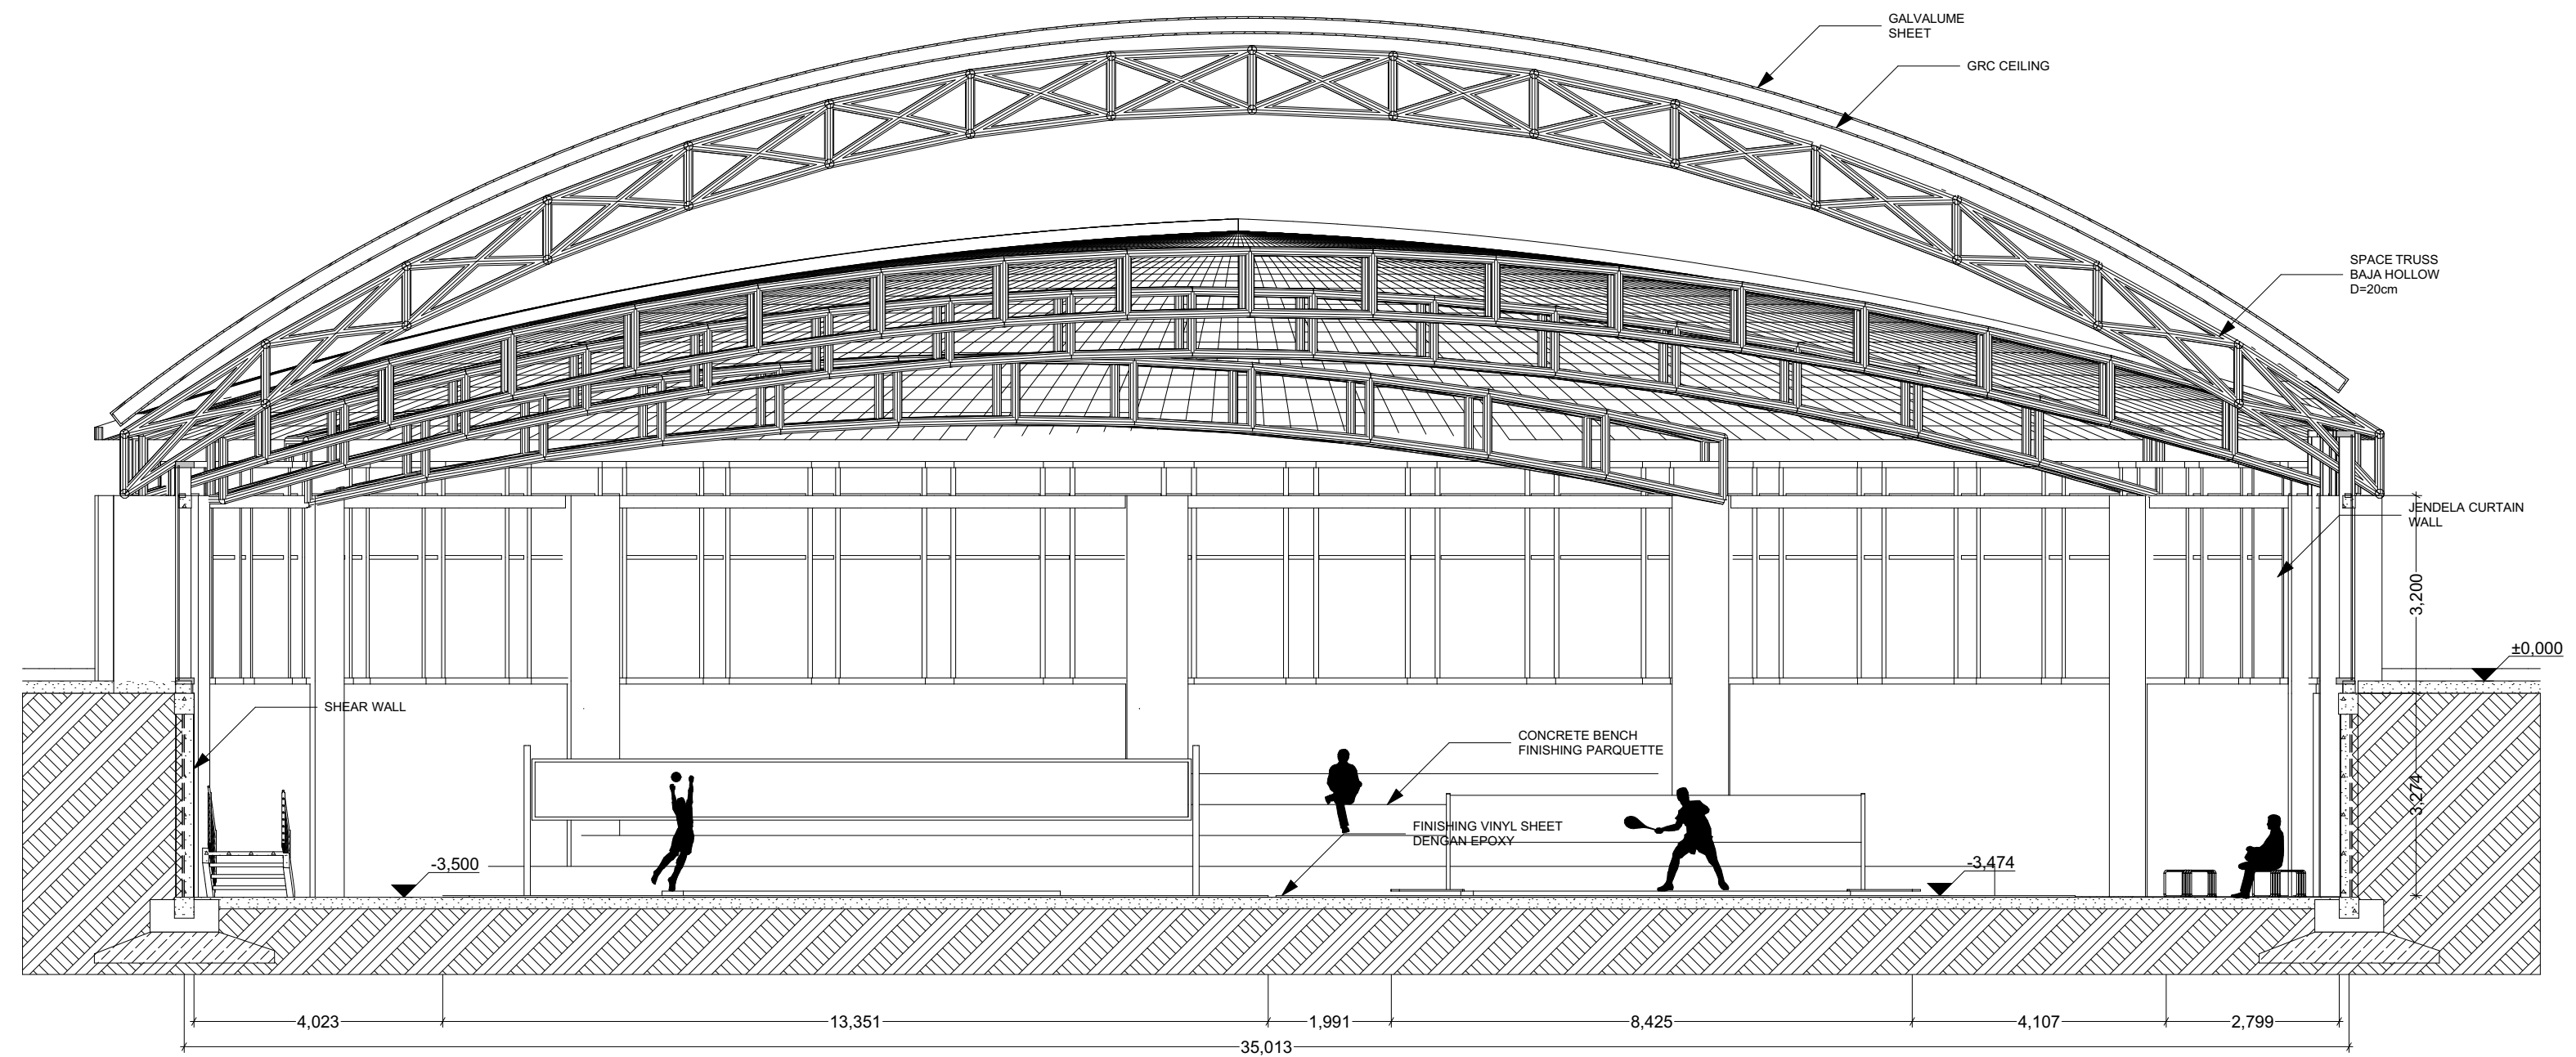 GALVALUME
SHEET
GRC CEILING
SPACE TRUSS
BAJA HOLLOW
D=20cm
JENDELA CURTAIN
WALL
3,200
±0,000
SHEAR WALL
CONCRETE BENCH
FINISHING PARQUETTE
3,274
FINISHING VINYL SHEET
DENGAN EPOXY
-3,500
-3,474
4,023
13,351
1,991
8,425
4,107
2,799
35,013